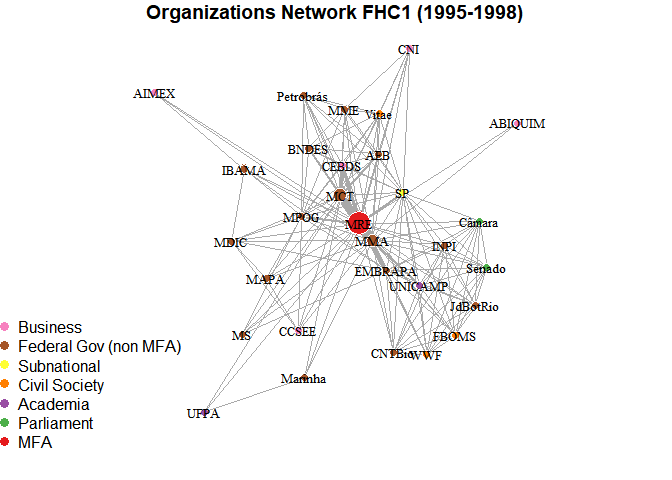 Organizations Network FHC1 (1995-1998)
CNI
AIMEX
Petrobrás
MME
Vitae
ABIQUIM
BNDES
AEB
CEBDS
IBAMA
MCT
SP
MPOG
MRE
Câmara
MDIC
MMA
INPI
EMBRAPA
Senado
MAPA
UNICAMP
JdBotRio
MS
CCSEE
FBOMS
CNTBio
WWF
Marinha
UFPA
Business
Federal Gov (non MFA)
Subnational
Civil Society
Academia
Parliament
MFA